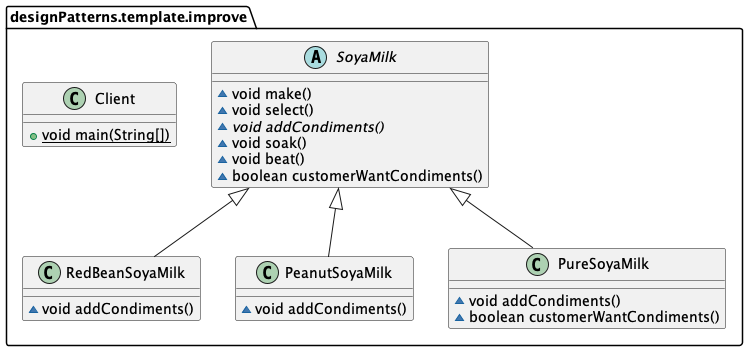 designPatterns.template.improve
A SoyaMilk
void make()
void select()
void addCondiments()
void soak()
void beat()
boolean customerWantCondiments()
C Client
void main(String[])
C RedBeanSoyaMilk
void addCondiments()
C PeanutSoyaMilk
void addCondiments()
C PureSoyaMilk
void addCondiments()
boolean customerWantCondiments()